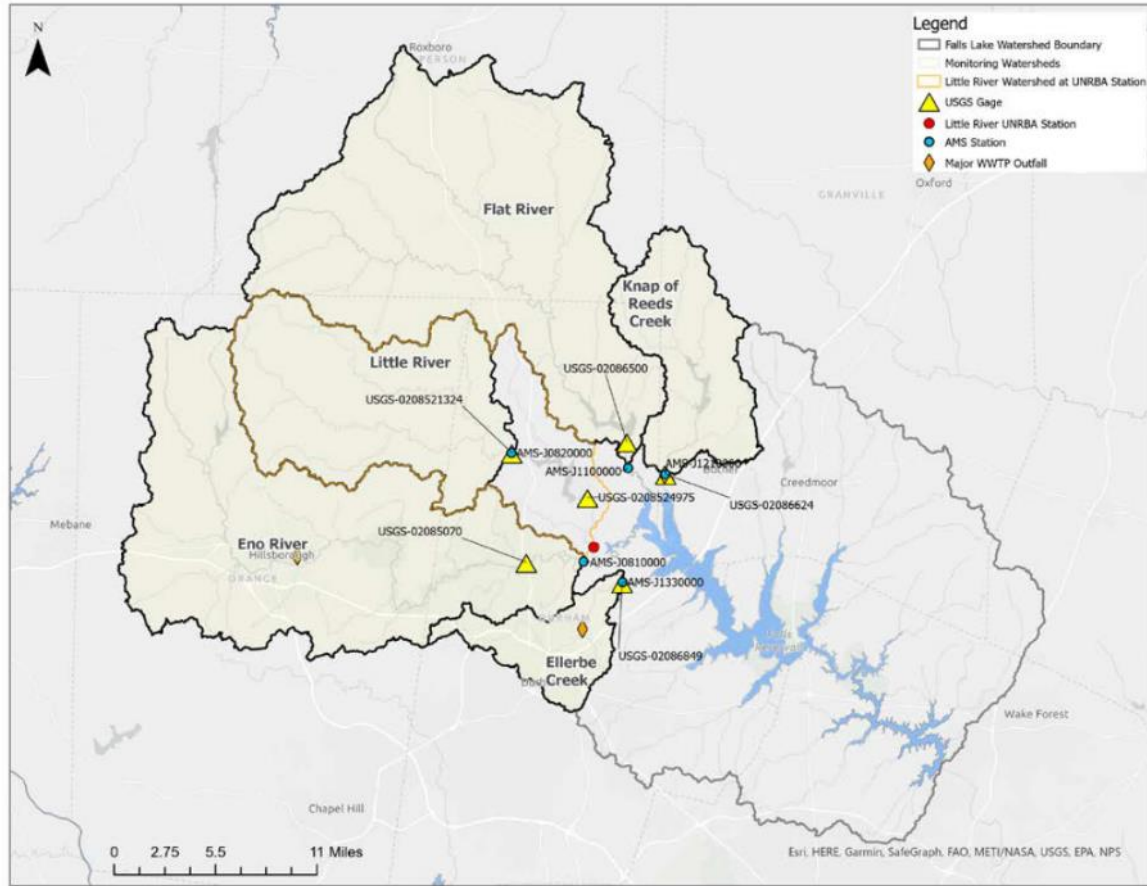 N
Legend
Falls Lake Watershed Boundary
Monitoring Watersheds
Little River Watershed at UNRBA Station
USGS Gage
Little River UNRBA Station
AMS Station
Major WWTP Outfall
Roxboro
PERSON
Oxford
GRANVILLE
Flat River
Knap of
Reeds
Creek
Little River
USGS-02086500
USGS-0208521324
AMS-J0820000
AMS-J1100000
Creedmoor
USGS-0208524975
USGS-02086624
Mebane
USGS-02085070
Eno River
Hillsborough
ORANGE
AMS-J0810000
AMS-J1330000
USGS-02086849
Ellerbe
Creek
Wake Forest
Chapel Hill
0 2.75 5.5 11 Miles
Esri, HERE, Garmin, SafeGraph, FAO, METI/NASA, USGS, EPA, NPS